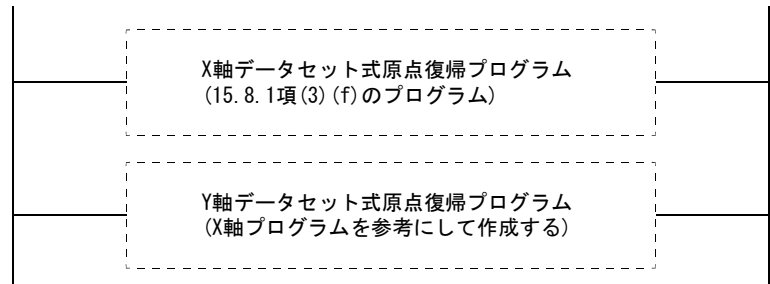 X軸データセット式原点復帰プログラム
(15.8.1項(3)(f)のプログラム)
Y軸データセット式原点復帰プログラム
(X軸プログラムを参考にして作成する)